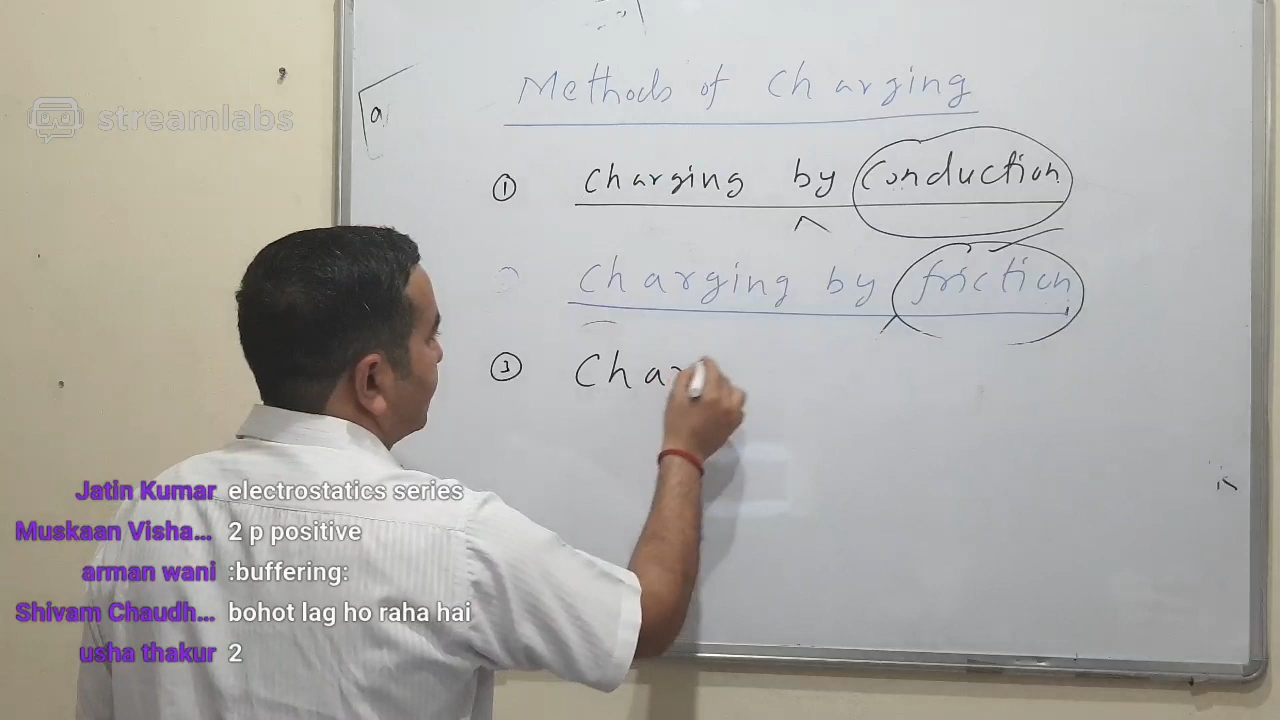 streamlabs
a
Methods of Charging
① Charging by Conduction
Charging by friction
③ Char
Jatin Kumar electrostatics series
Muskaan Visha... 2 p positive
arman wani :buffering:
Shivam Chaudh... bohot lag ho raha hai
usha thakur 2